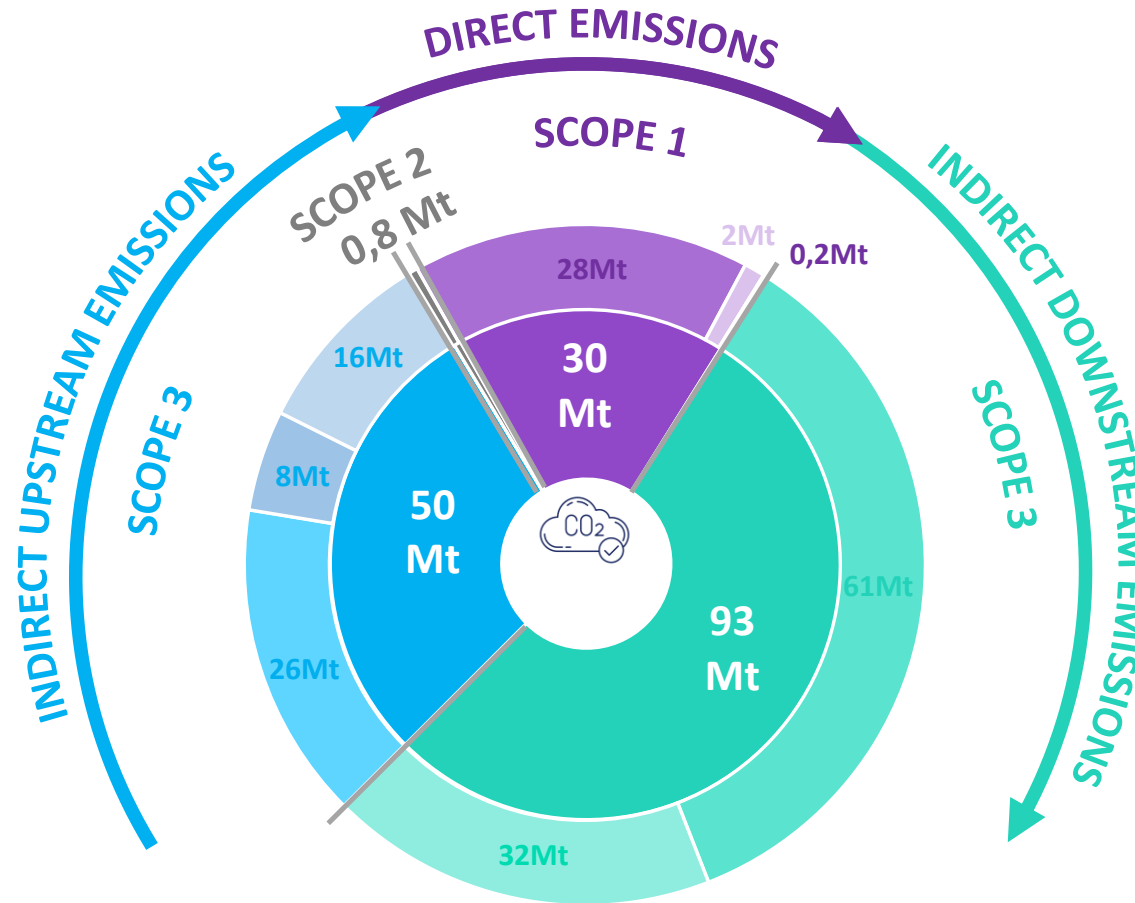 DIRECT EMISSIONS
SCOPE 1
SCOPE 2
0,8 Mt
INDIRECT UPSTREAM EMISSIONS
SCOPE 3
INDIRECT DOWNSTREAM EMISSIONS
SCOPE 3
28Mt
2Mt
0,2Mt
30
Mt
16Mt
8Mt
26Mt
50
Mt
CO₂
61Mt
93
Mt
32Mt